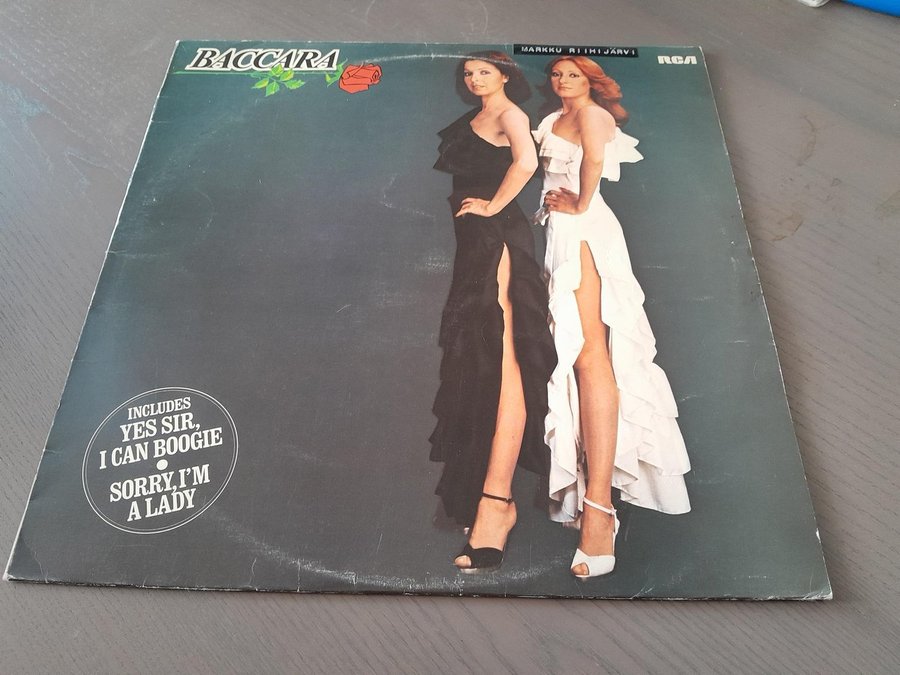 BACCARA
MARKKU RIIHIJÄRVI
RCA
INCLUDES
YES SIR,
I CAN BOOGIE
●
SORRY, I'M
A LADY